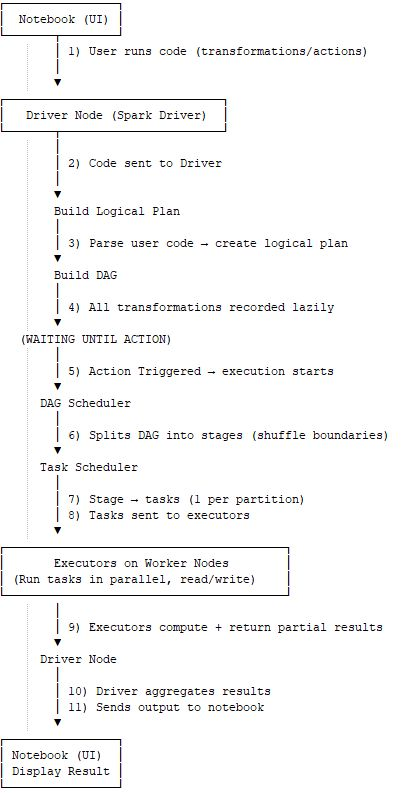 Notebook (UI)
1) User runs code (transformations/actions)
Driver Node (Spark Driver)
2) Code sent to Driver
Build Logical Plan
3) Parse user code → create logical plan
Build DAG
4) All transformations recorded lazily
(WAITING UNTIL ACTION)
5) Action Triggered → execution starts
DAG Scheduler
6) Splits DAG into stages (shuffle boundaries)
Task Scheduler
7) Stage → tasks (1 per partition)
8) Tasks sent to executors
Executors on Worker Nodes
(Run tasks in parallel, read/write)
9) Executors compute + return partial results
Driver Node
10) Driver aggregates results
11) Sends output to notebook
Notebook (UI)
Display Result